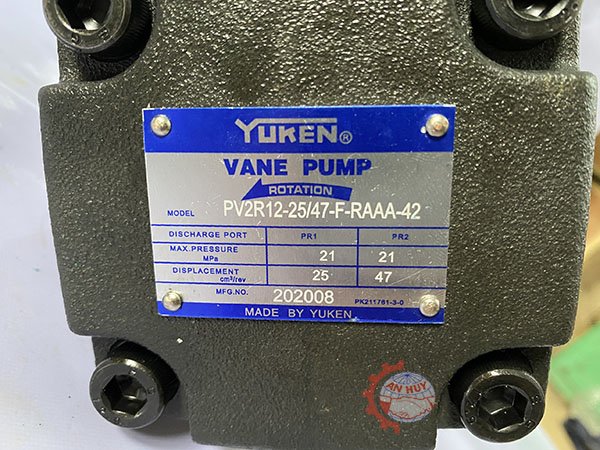 YUKEN®
VANE PUMP
ROTATION
MODEL PV2R12-25/47-F-RAAA-42
DISCHARGE PORT PR1 PR2
MAX.PRESSURE MPa 21 21
DISPLACEMENT cm³/rev 25 47
MFG.NO. 202008 PK211761-3-0
MADE BY YUKEN
AN HUY